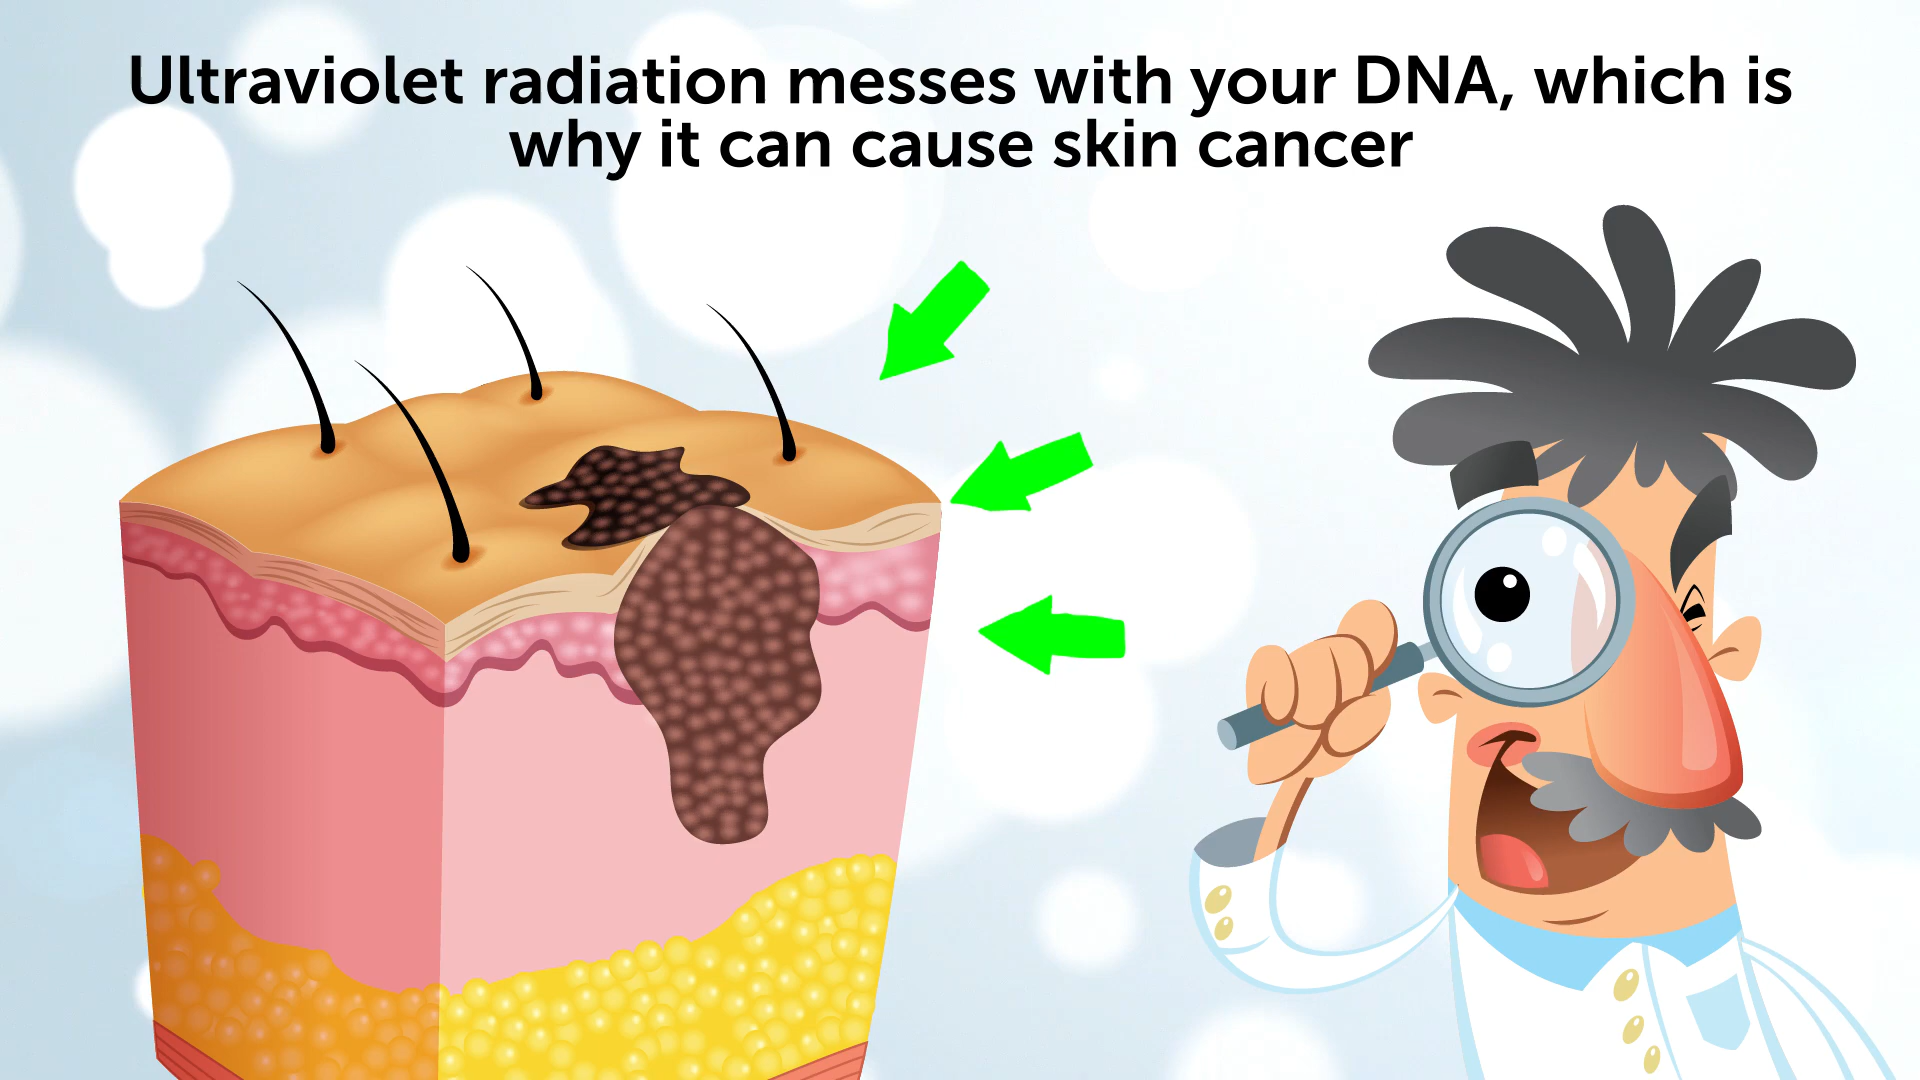 Ultraviolet radiation messes with your DNA, which is
why it can cause skin cancer